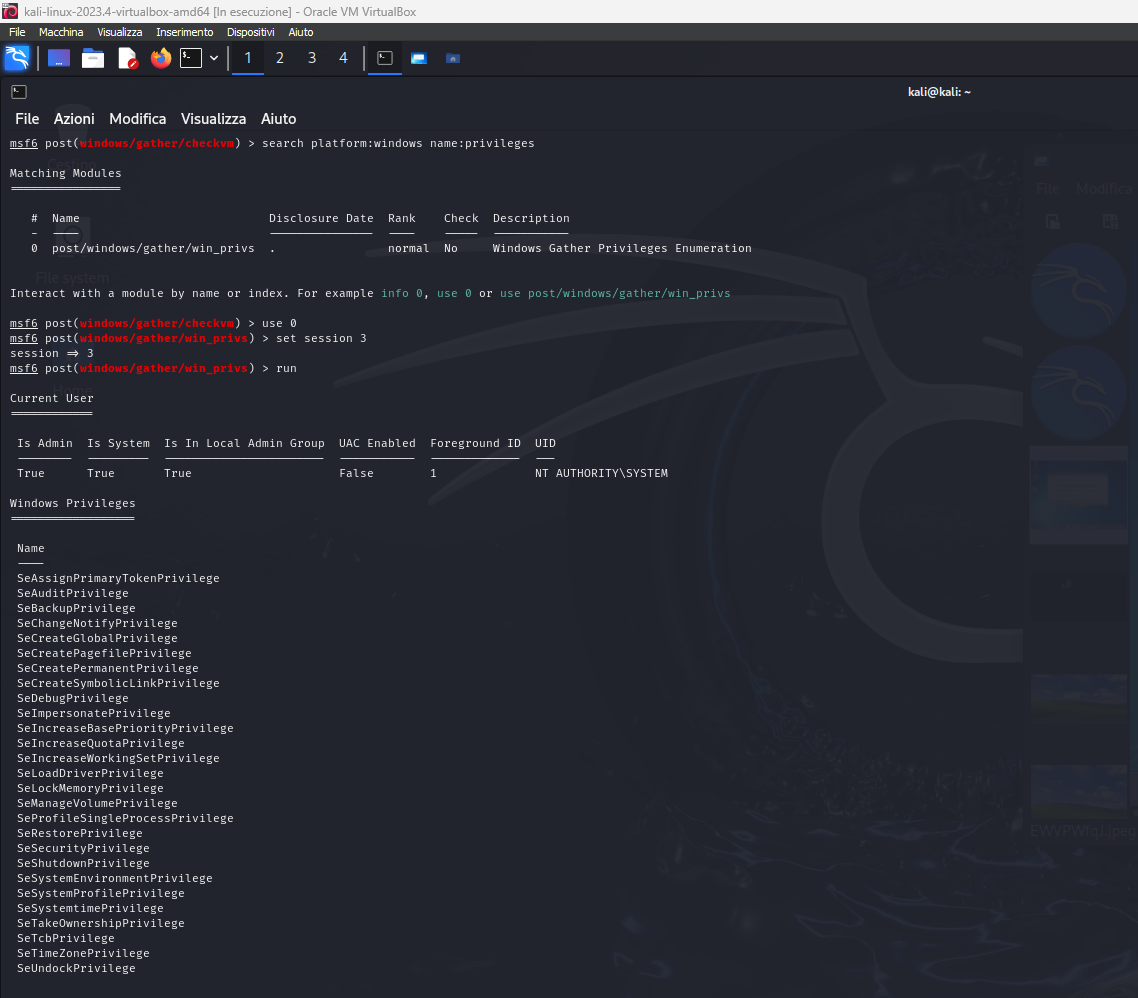 kali-linux-2023.4-virtualbox-amd64 [In esecuzione] - Oracle VM VirtualBox
File Macchina Visualizza Inserimento Dispositivi Aiuto
1 2 3 4
kali@kali: ~
File Azioni Modifica Visualizza Aiuto
msf6 post(windows/gather/checkvm) > search platform:windows name:privileges
Cestino
Matching Modules
File Modifica
# Name Disclosure Date Rank Check Description
0 post/windows/gather/win_privs . normal No Windows Gather Privileges Enumeration
File system
Interact with a module by name or index. For example info 0, use 0 or use post/windows/gather/win_privs
msf6 post(windows/gather/checkvm) > use 0
msf6 post(windows/gather/win_privs) > set session 3
session => 3
msf6 post(windows/gather/win_privs) > run
Home
Current User
Is Admin Is System Is In Local Admin Group UAC Enabled Foreground ID UID
True True True False 1 NT AUTHORITY\SYSTEM
Windows Privileges
Name
SeAssignPrimaryTokenPrivilege
SeAuditPrivilege
SeBackupPrivilege
SeChangeNotifyPrivilege
SeCreateGlobalPrivilege
SeCreatePagefilePrivilege
SeCreatePermanentPrivilege
SeCreateSymbolicLinkPrivilege
SeDebugPrivilege
SeImpersonatePrivilege
SeIncreaseBasePriorityPrivilege
SeIncreaseQuotaPrivilege
SeIncreaseWorkingSetPrivilege
SeLoadDriverPrivilege
SeLockMemoryPrivilege
SeManageVolumePrivilege
SeProfileSingleProcessPrivilege
EWVPWfqJ.jpeg
SeRestorePrivilege
SeSecurityPrivilege
SeShutdownPrivilege
SeSystemEnvironmentPrivilege
SeSystemProfilePrivilege
SeSystemtimePrivilege
SeTakeOwnershipPrivilege
SeTcbPrivilege
SeTimeZonePrivilege
SeUndockPrivilege